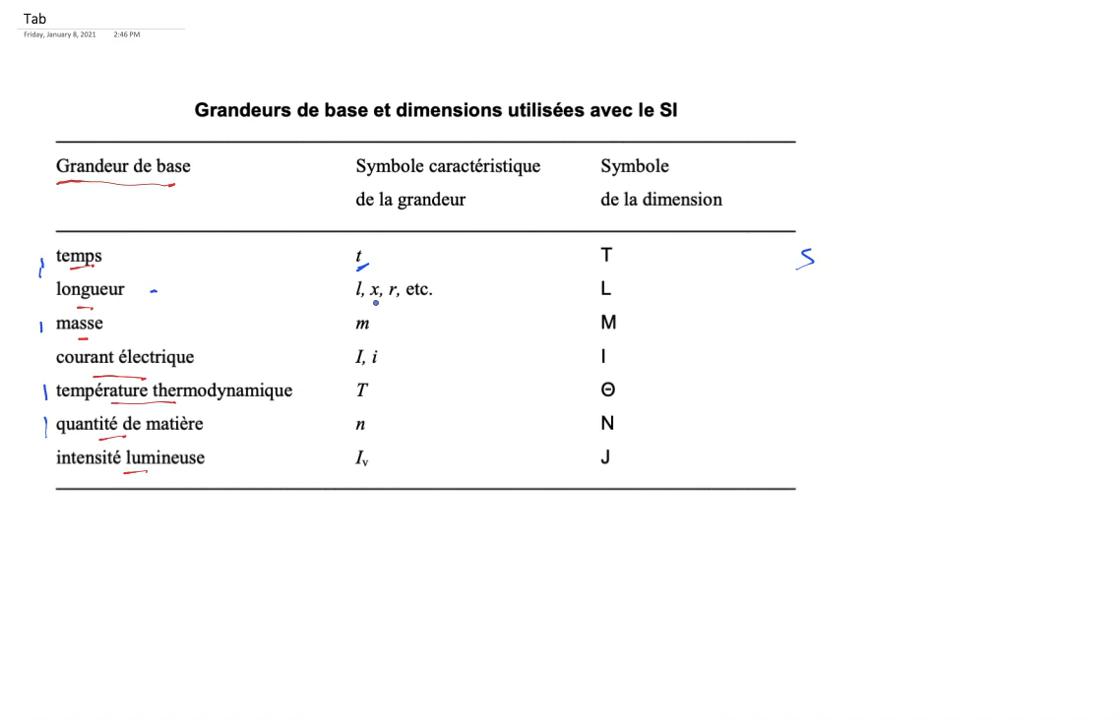 Tab
Friday, January 8, 2021 2:46 PM
Grandeurs de base et dimensions utilisées avec le SI
Grandeur de base Symbole caractéristique Symbole
de la grandeur de la dimension
temps t T S
longueur l, x, r, etc. L
masse m M
courant électrique I, i I
température thermodynamique T Θ
quantité de matière n N
intensité lumineuse Iv J